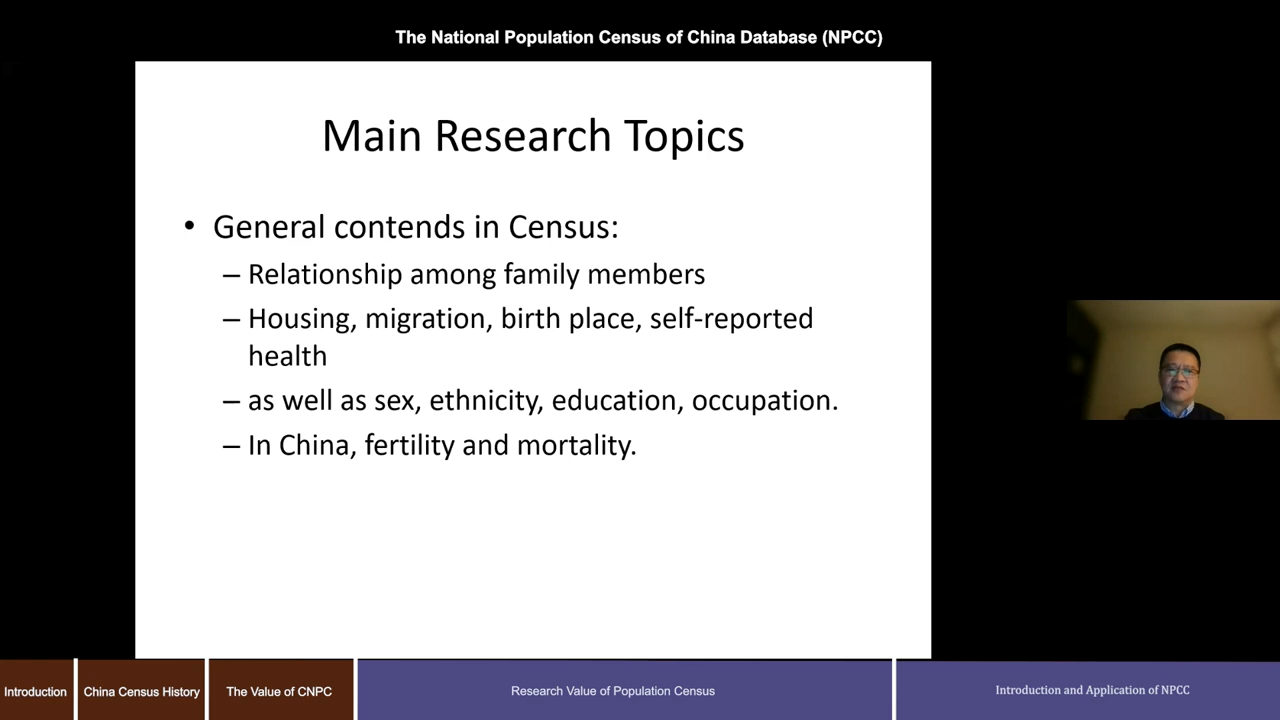 The National Population Census of China Database (NPCC)
Main Research Topics
• General contends in Census:
– Relationship among family members
– Housing, migration, birth place, self-reported
health
– as well as sex, ethnicity, education, occupation.
– In China, fertility and mortality.
Introduction
China Census History
The Value of CNPC
Research Value of Population Census
Introduction and Application of NPCC